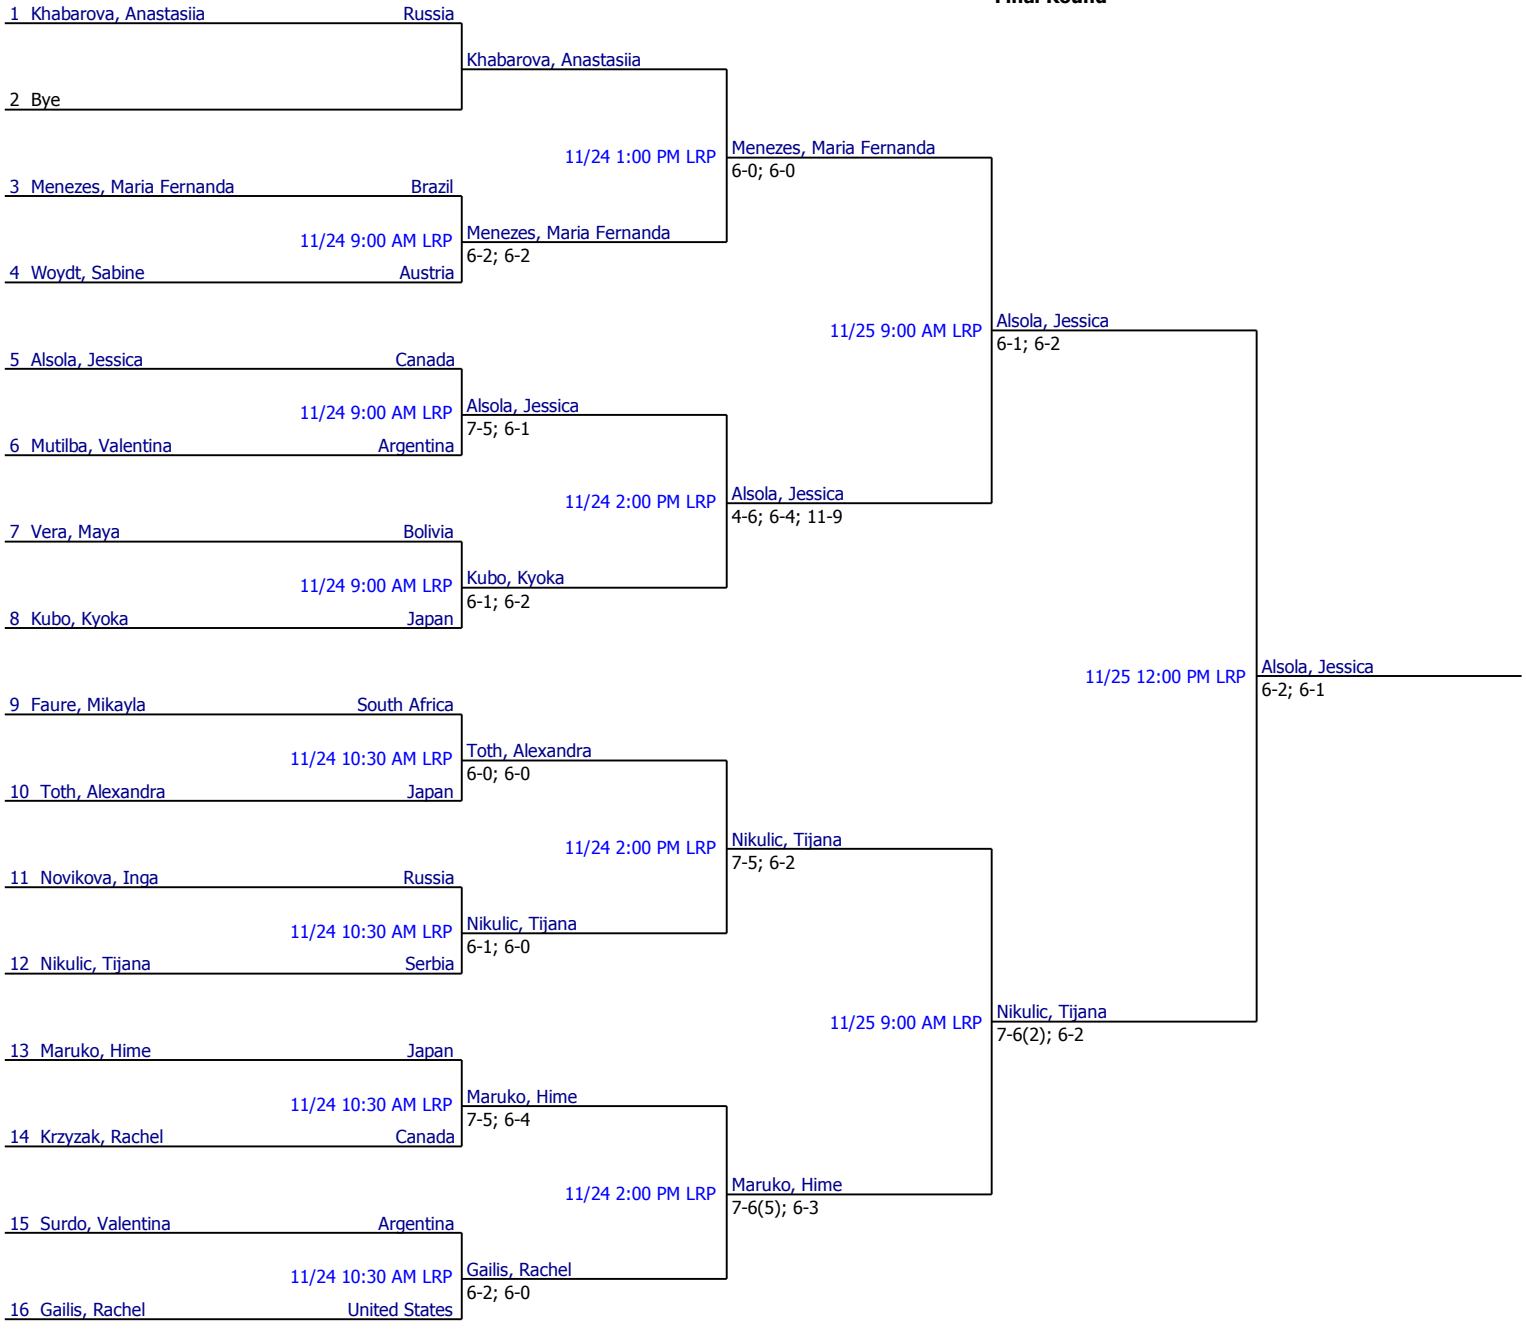 Final Round
1 Khabarova, Anastasiia Russia
Khabarova, Anastasiia
2 Bye
11/24 1:00 PM LRP Menezes, Maria Fernanda
6-0; 6-0
3 Menezes, Maria Fernanda Brazil
11/24 9:00 AM LRP Menezes, Maria Fernanda
6-2; 6-2
4 Woydt, Sabine Austria
11/25 9:00 AM LRP Alsola, Jessica
6-1; 6-2
5 Alsola, Jessica Canada
11/24 9:00 AM LRP Alsola, Jessica
7-5; 6-1
6 Mutilba, Valentina Argentina
11/24 2:00 PM LRP Alsola, Jessica
4-6; 6-4; 11-9
7 Vera, Maya Bolivia
11/24 9:00 AM LRP Kubo, Kyoka
6-1; 6-2
8 Kubo, Kyoka Japan
11/25 12:00 PM LRP Alsola, Jessica
6-2; 6-1
9 Faure, Mikayla South Africa
11/24 10:30 AM LRP Toth, Alexandra
6-0; 6-0
10 Toth, Alexandra Japan
11/24 2:00 PM LRP Nikulic, Tijana
7-5; 6-2
11 Novikova, Inga Russia
11/24 10:30 AM LRP Nikulic, Tijana
6-1; 6-0
12 Nikulic, Tijana Serbia
11/25 9:00 AM LRP Nikulic, Tijana
7-6(2); 6-2
13 Maruko, Hime Japan
11/24 10:30 AM LRP Maruko, Hime
7-5; 6-4
14 Krzyzak, Rachel Canada
11/24 2:00 PM LRP Maruko, Hime
7-6(5); 6-3
15 Surdo, Valentina Argentina
11/24 10:30 AM LRP Gailis, Rachel
6-2; 6-0
16 Gailis, Rachel United States